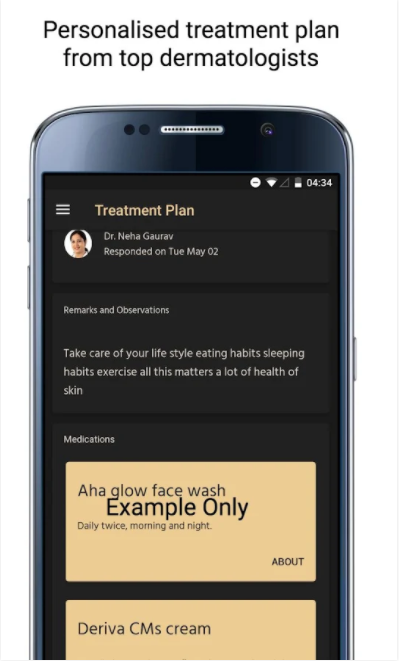 Personalised treatment plan
from top dermatologists
04:34
Treatment Plan
Dr. Neha Gaurav
Responded on Tue May 02
Remarks and Observations
Take care of your life style eating habits sleeping
habits exercise all this matters a lot of health of
skin
Medications
Aha glow face wash
Example Only
Daily twice, morning and night.
ABOUT
Deriva CMs cream